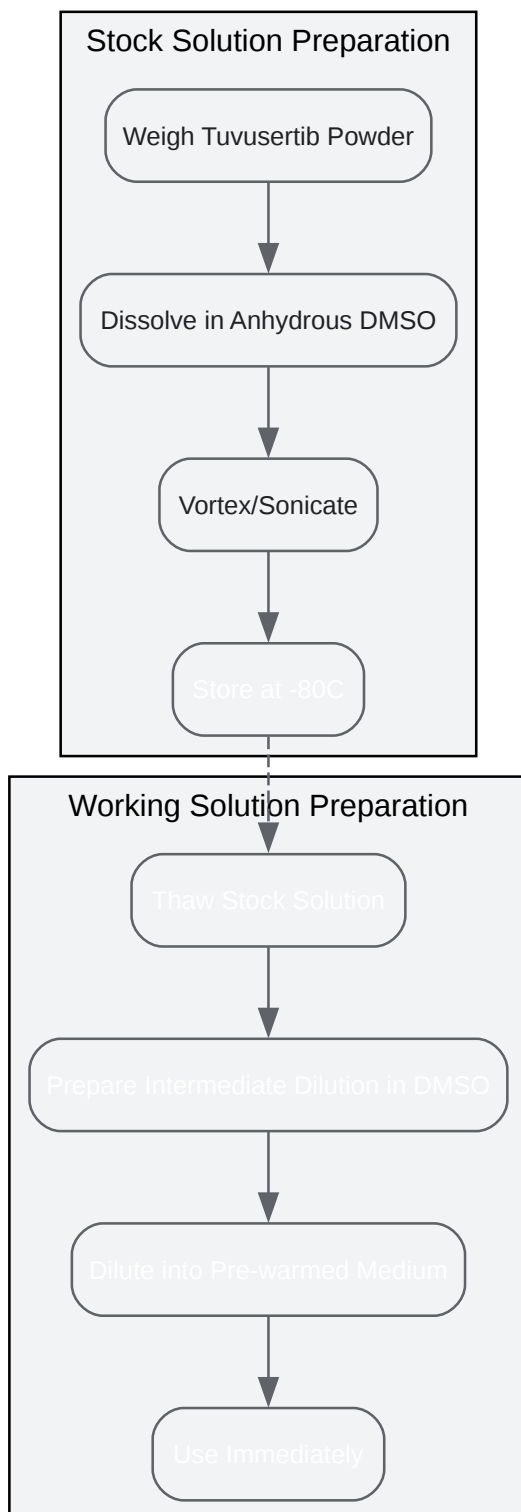 Stock Solution Preparation
Weigh Tuvusertib Powder
Dissolve in Anhydrous DMSO
Vortex/Sonicate
Store at -80C
Working Solution Preparation
Thaw Stock Solution
Prepare Intermediate Dilution in DMSO
Dilute into Pre-warmed Medium
Use Immediately